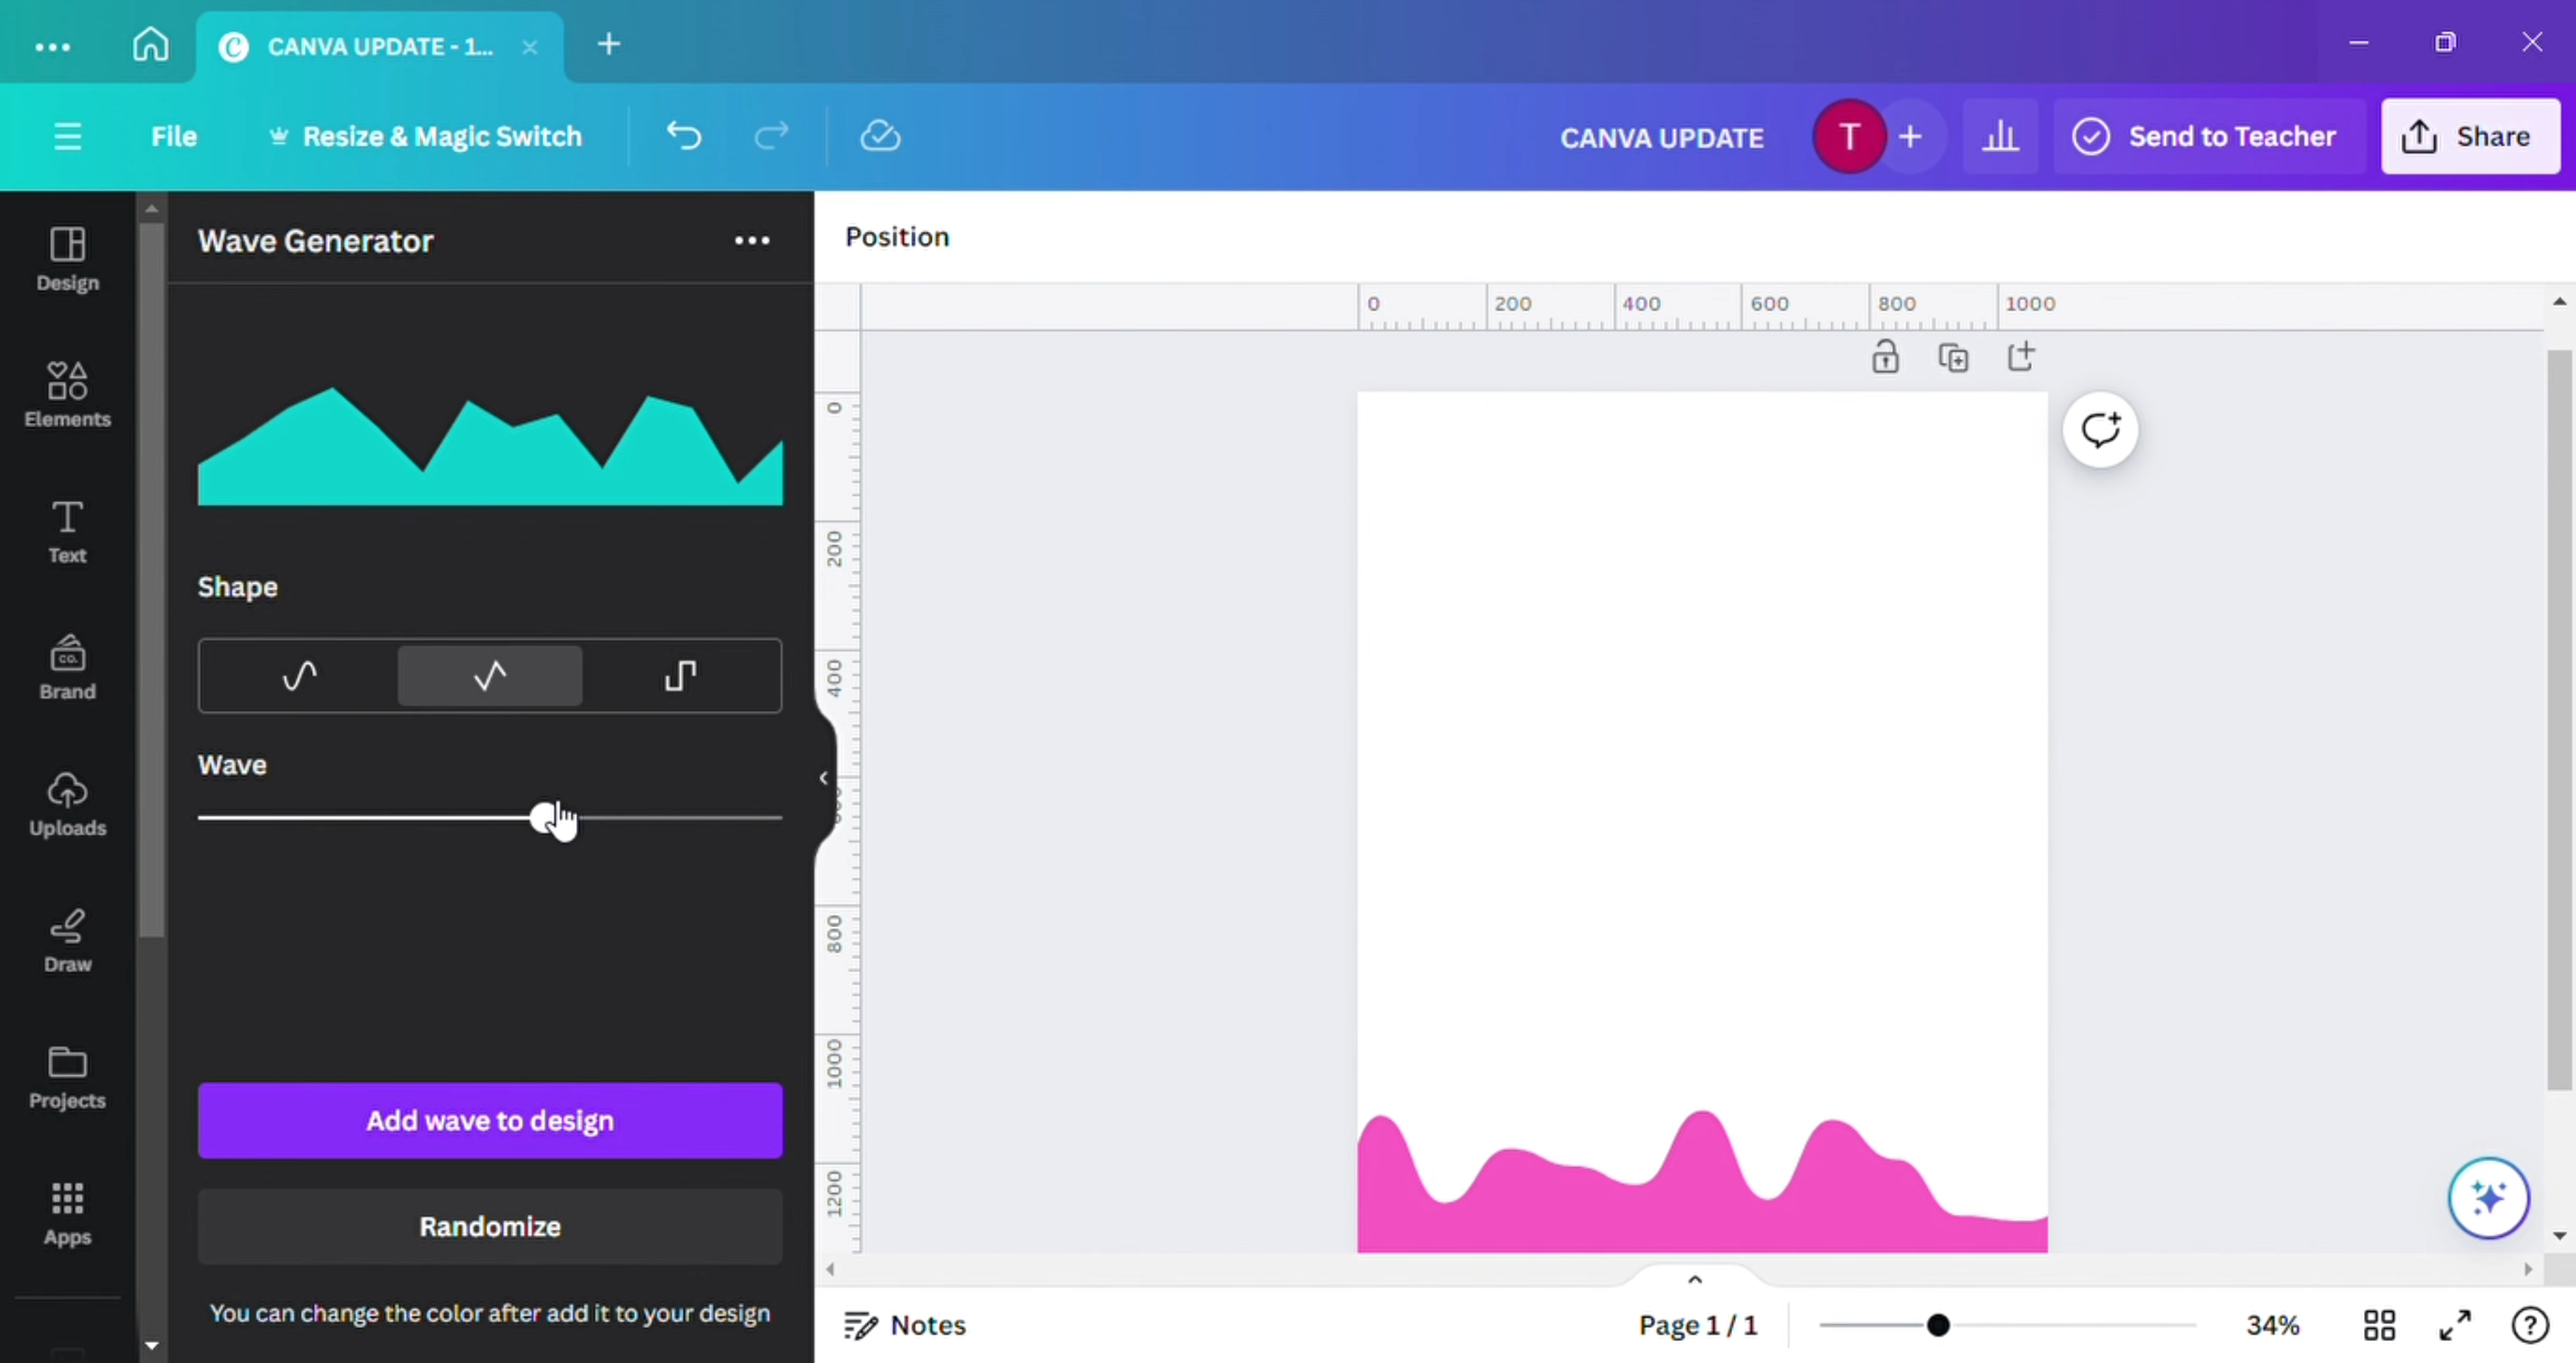 CANVA UPDATE - 1...
File
Resize & Magic Switch
CANVA UPDATE
T
Send to Teacher
Share
Design
Elements
Text
CO.
Brand
Uploads
Draw
Projects
Apps
Wave Generator
Shape
Wave
Add wave to design
Randomize
You can change the color after add it to your design
Position
0 200 400 600 800 1000
0
200
400
800
1000
1200
Notes
Page 1 / 1
34%